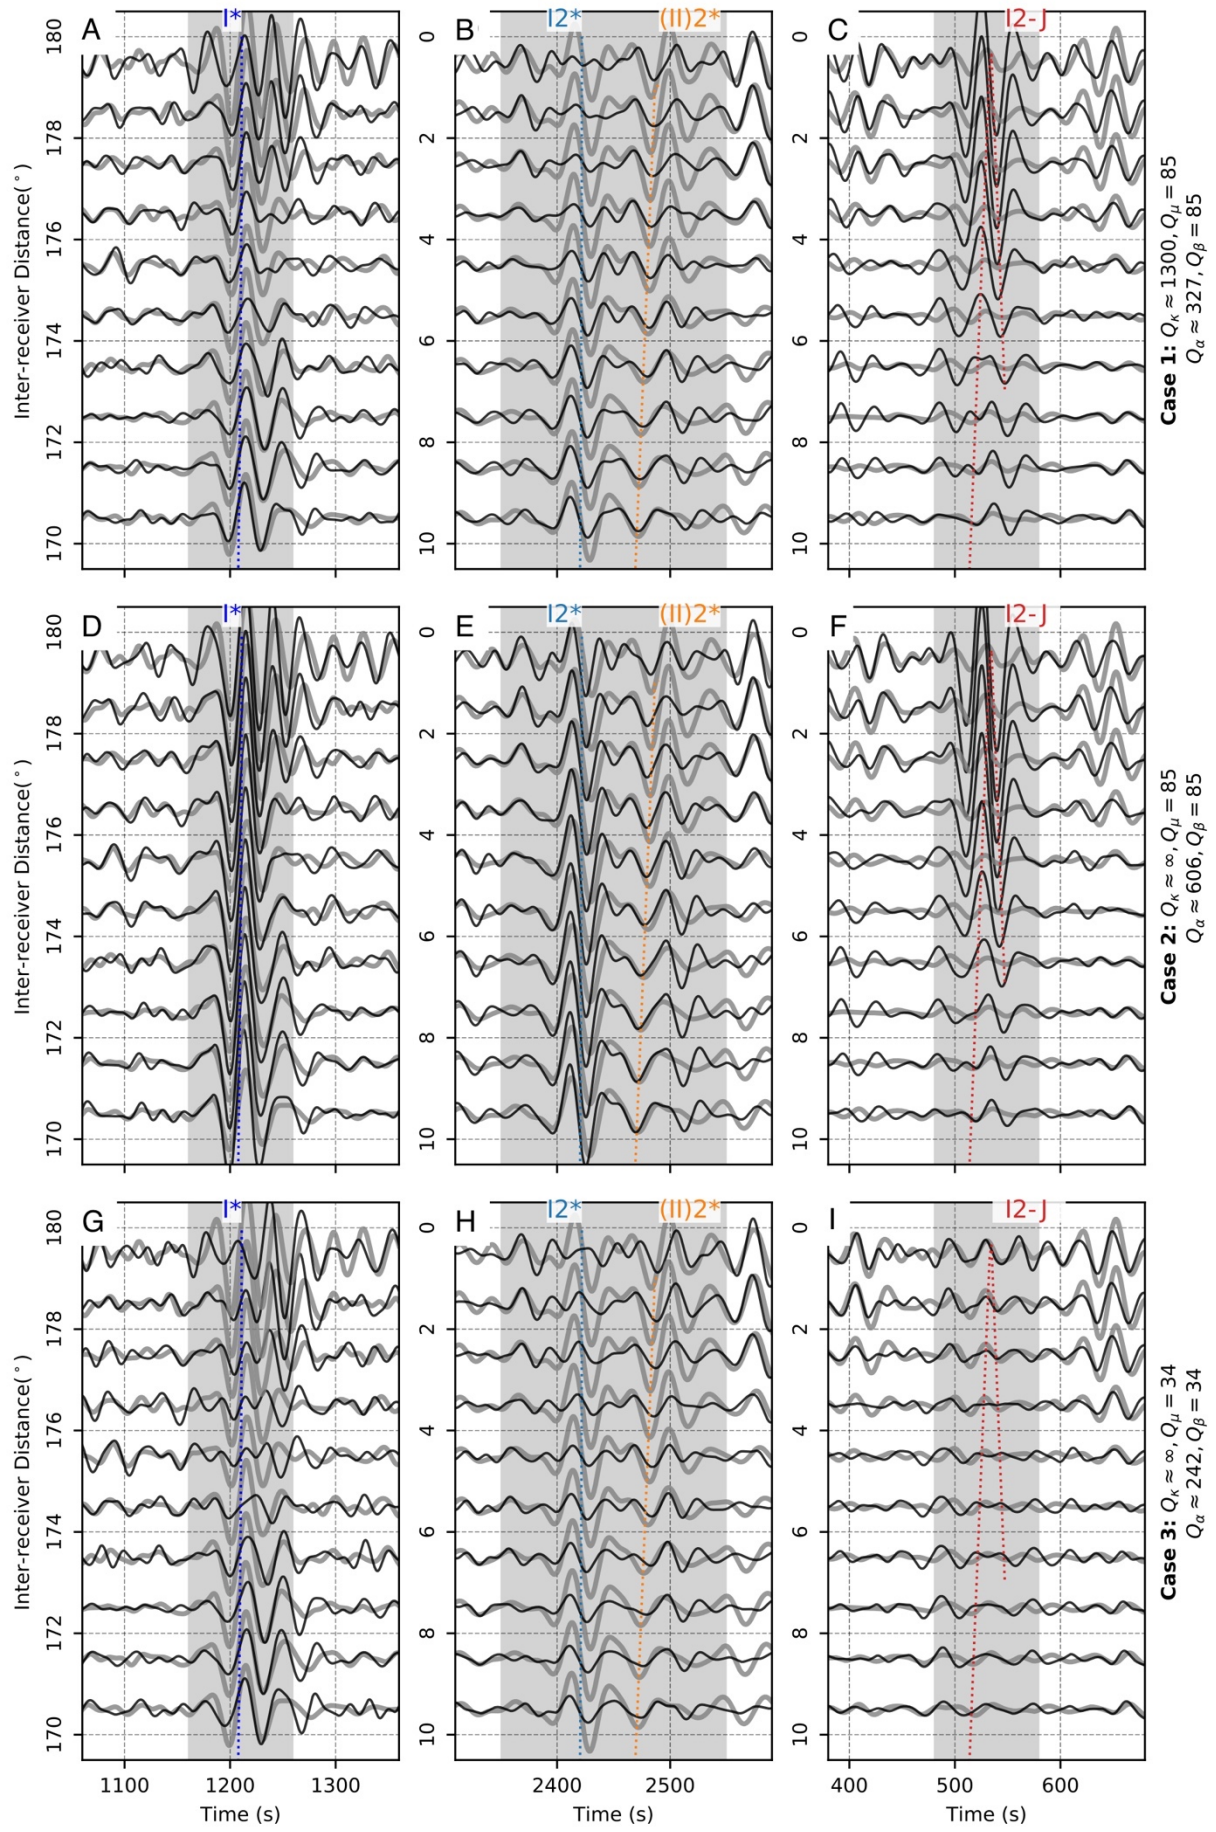 A I* B I2* (II)2* C I2-J
180 178 176 174 172 170
Inter-receiver Distance(°)
0 2 4 6 8 10
0 2 4 6 8 10
Case 1: Qκ ≈ 1300, Qμ = 85
Qα ≈ 327, Qβ = 85
D I* E I2* (II)2* F I2-J
180 178 176 174 172 170
Inter-receiver Distance(°)
0 2 4 6 8 10
0 2 4 6 8 10
Case 2: Qκ ≈ ∞, Qμ = 85
Qα ≈ 606, Qβ = 85
G I* H I2* (II)2* I I2-J
180 178 176 174 172 170
Inter-receiver Distance(°)
0 2 4 6 8 10
0 2 4 6 8 10
Case 3: Qκ ≈ ∞, Qμ = 34
Qα ≈ 242, Qβ = 34
1100 1200 1300 2400 2500 400 500 600
Time (s) Time (s) Time (s)